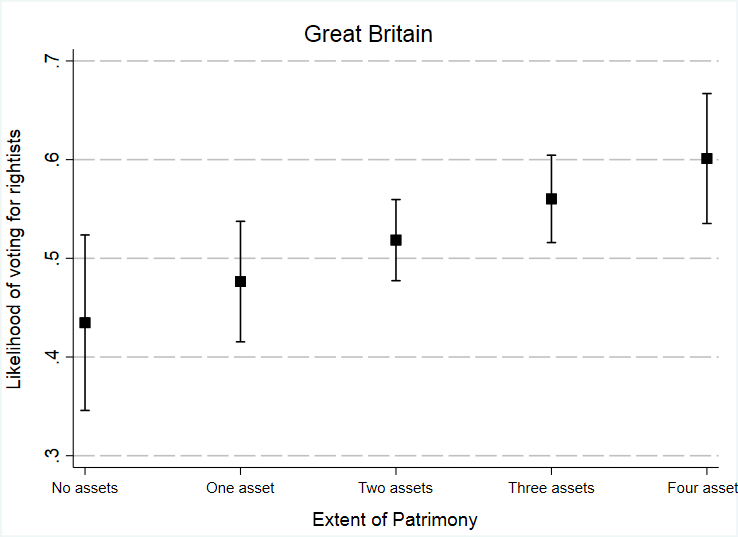 Great Britain
Likelihood of voting for rightists
.7
.6
.5
.4
.3
No assets
One asset
Two assets
Three assets
Four asset
Extent of Patrimony